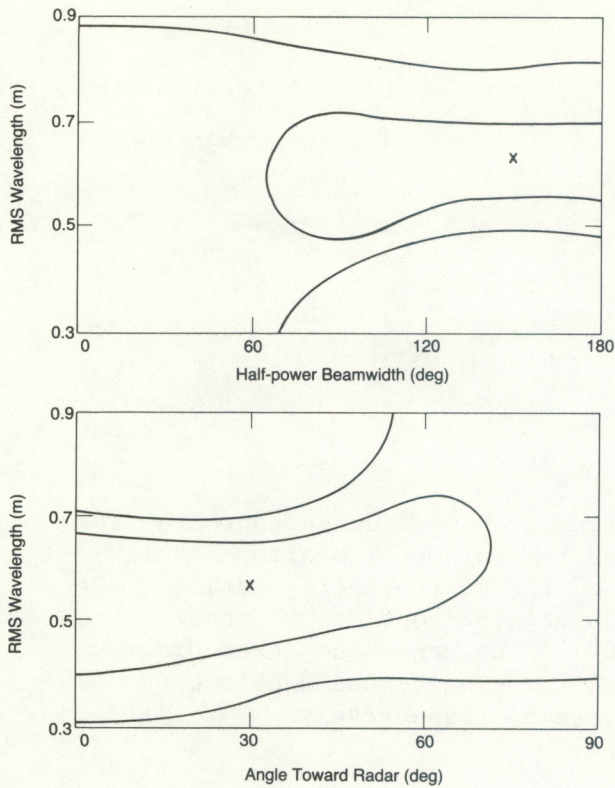 0.9
0.7
0.5
0.3
RMS Wavelength (m)
X
0 60 120 180
Half-power Beamwidth (deg)
0.9
0.7
0.5
0.3
RMS Wavelength (m)
X
0 30 60 90
Angle Toward Radar (deg)